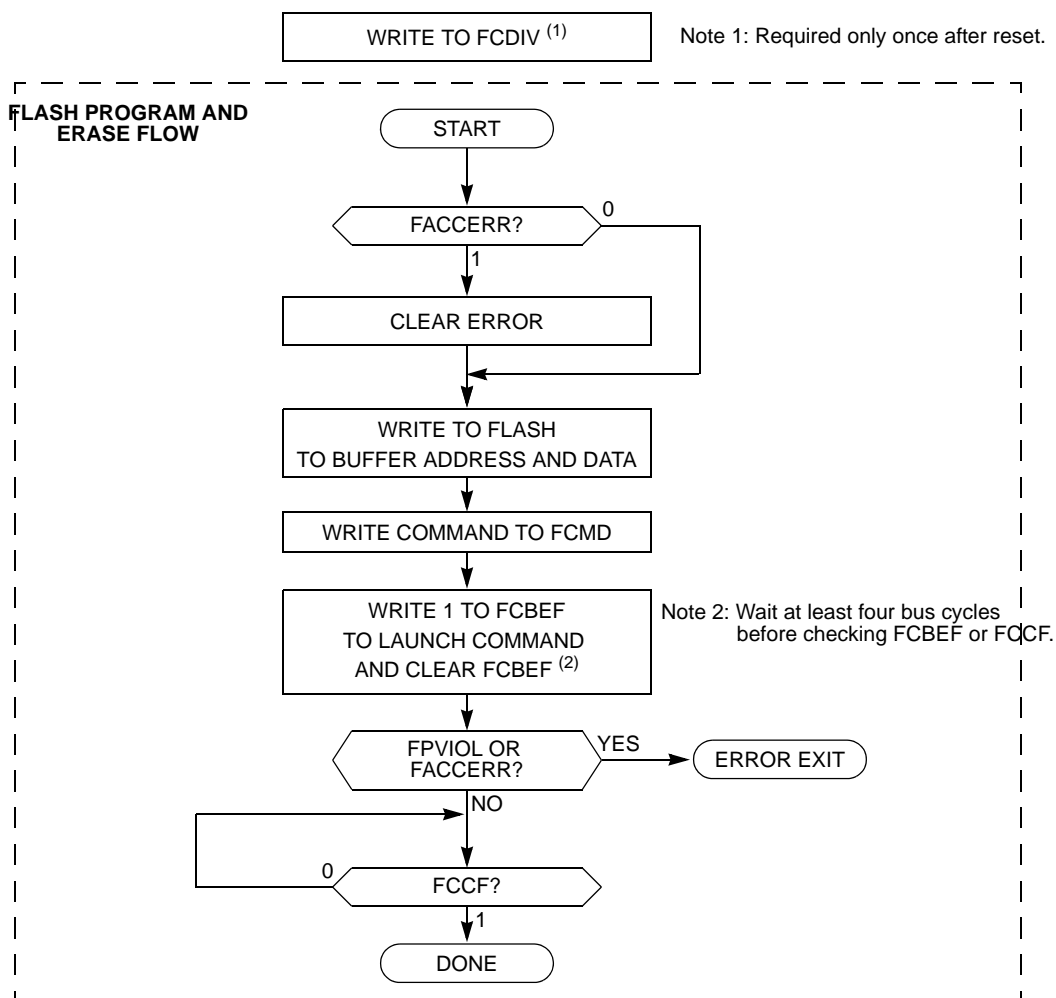 WRITE TO FCDIV (1)
Note 1: Required only once after reset.
FLASH PROGRAM AND
ERASE FLOW
START
FACCERR?
0
1
CLEAR ERROR
WRITE TO FLASH
TO BUFFER ADDRESS AND DATA
WRITE COMMAND TO FCMD
WRITE 1 TO FCBEF
TO LAUNCH COMMAND
AND CLEAR FCBEF (2)
Note 2: Wait at least four bus cycles
before checking FCBEF or FCCF.
FPVIOL OR
FACCERR?
YES
ERROR EXIT
NO
0
FCCF?
1
DONE